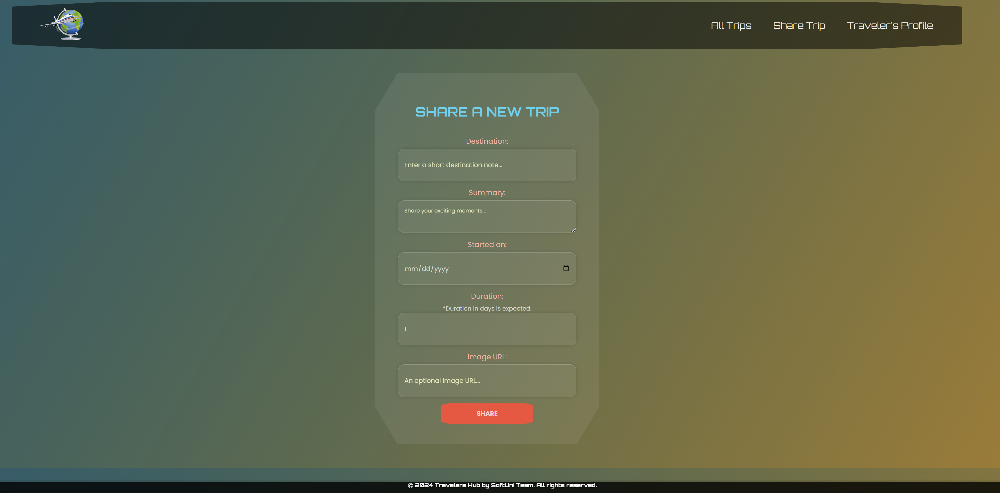 All Trips Share Trip Traveler's Profile
SHARE A NEW TRIP
Destination:
Enter a short destination note...
Summary:
Share your exciting moments...
Started on:
mm/dd/yyyy
Duration:
*Duration in days is expected.
1
Image URL:
An optional image URL...
SHARE
© 2024 Travelers Hub by SoftUni Team. All rights reserved.